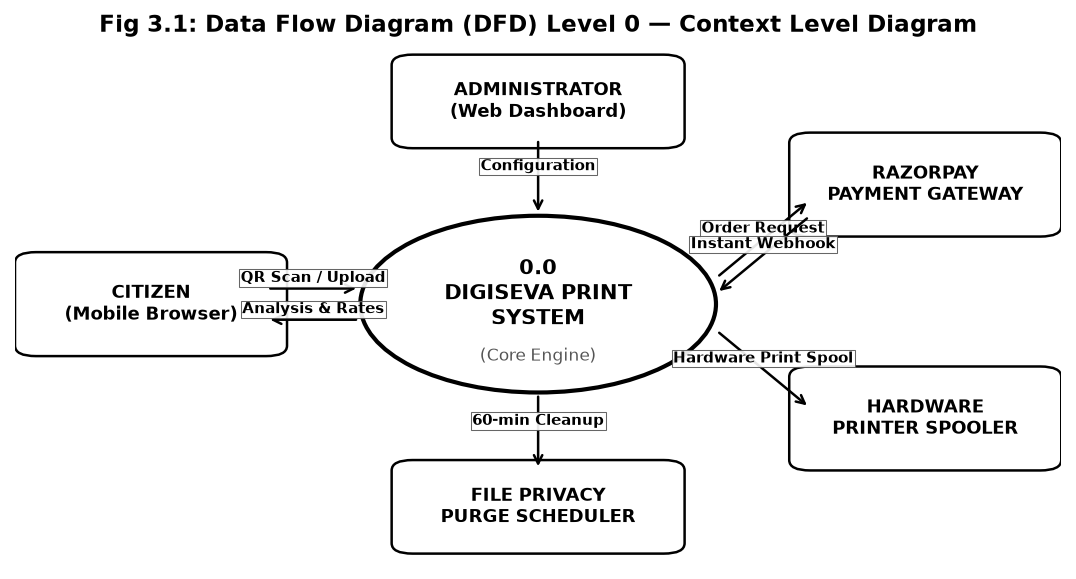 Fig 3.1: Data Flow Diagram (DFD) Level 0 — Context Level Diagram
ADMINISTRATOR
(Web Dashboard)
Configuration
RAZORPAY
PAYMENT GATEWAY
Order Request
Instant Webhook
CITIZEN
(Mobile Browser)
QR Scan / Upload
Analysis & Rates
0.0
DIGISEVA PRINT
SYSTEM
(Core Engine)
Hardware Print Spool
HARDWARE
PRINTER SPOOLER
60-min Cleanup
FILE PRIVACY
PURGE SCHEDULER